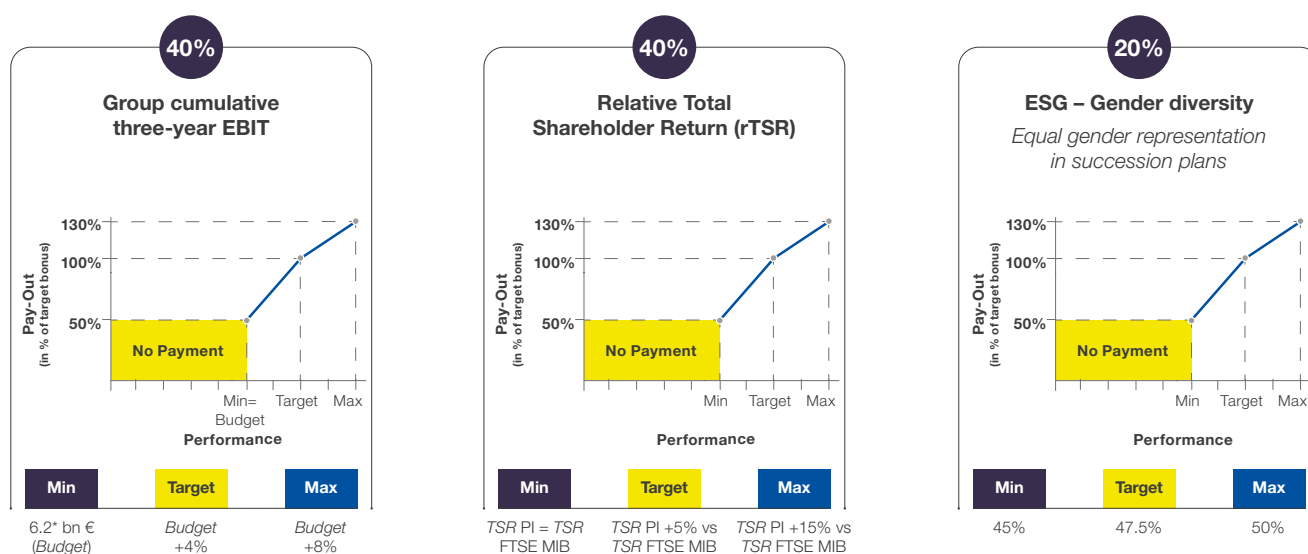 40%
Group cumulative
three-year EBIT
Pay-Out
(in % of target bonus)
130%
100%
50%
No Payment
Min=
Budget
Target
Max
Performance
Min
Target
Max
6.2* bn €
(Budget)
Budget
+4%
Budget
+8%
40%
Relative Total
Shareholder Return (rTSR)
Pay-Out
(in % of target bonus)
130%
100%
50%
No Payment
Min
Target
Max
Performance
Min
Target
Max
TSR PI = TSR
FTSE MIB
TSR PI +5% vs
TSR FTSE MIB
TSR PI +15% vs
TSR FTSE MIB
20%
ESG – Gender diversity
Equal gender representation
in succession plans
Pay-Out
(in % of target bonus)
130%
100%
50%
No Payment
Min
Target
Max
Performance
Min
Target
Max
45%
47.5%
50%